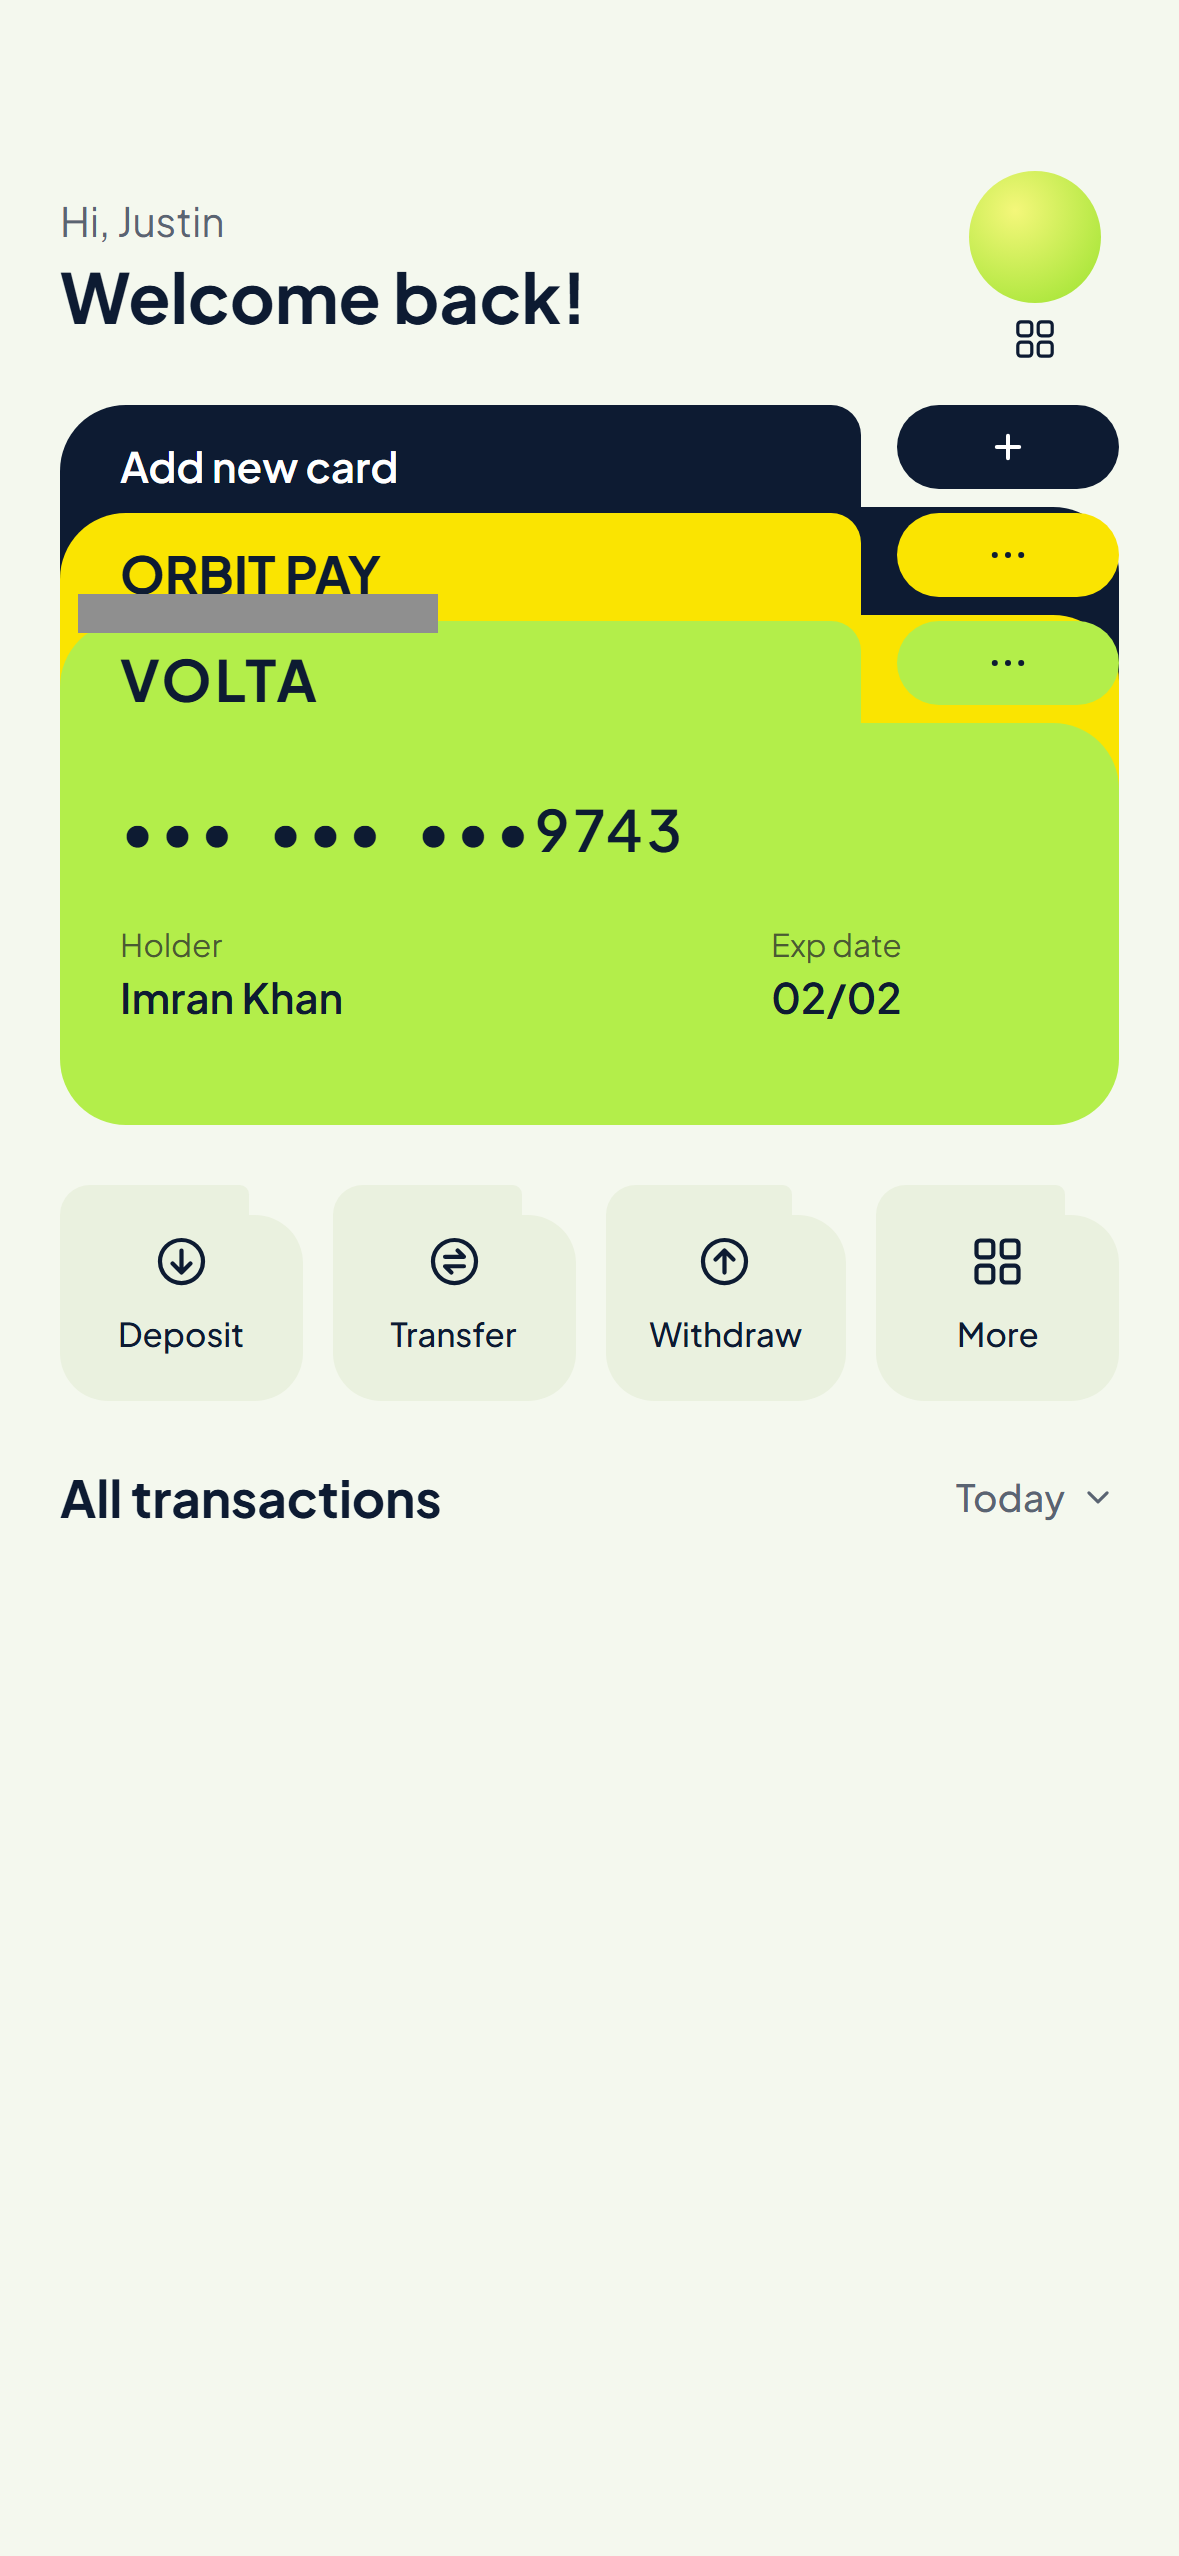 Hi, Justin
Welcome back!
Add new card
ORBIT PAY
VOLTA
●●● ●●● ●●●9743
Holder
Exp date
Imran Khan
02/02
Deposit
Transfer
Withdraw
More
All transactions
Today